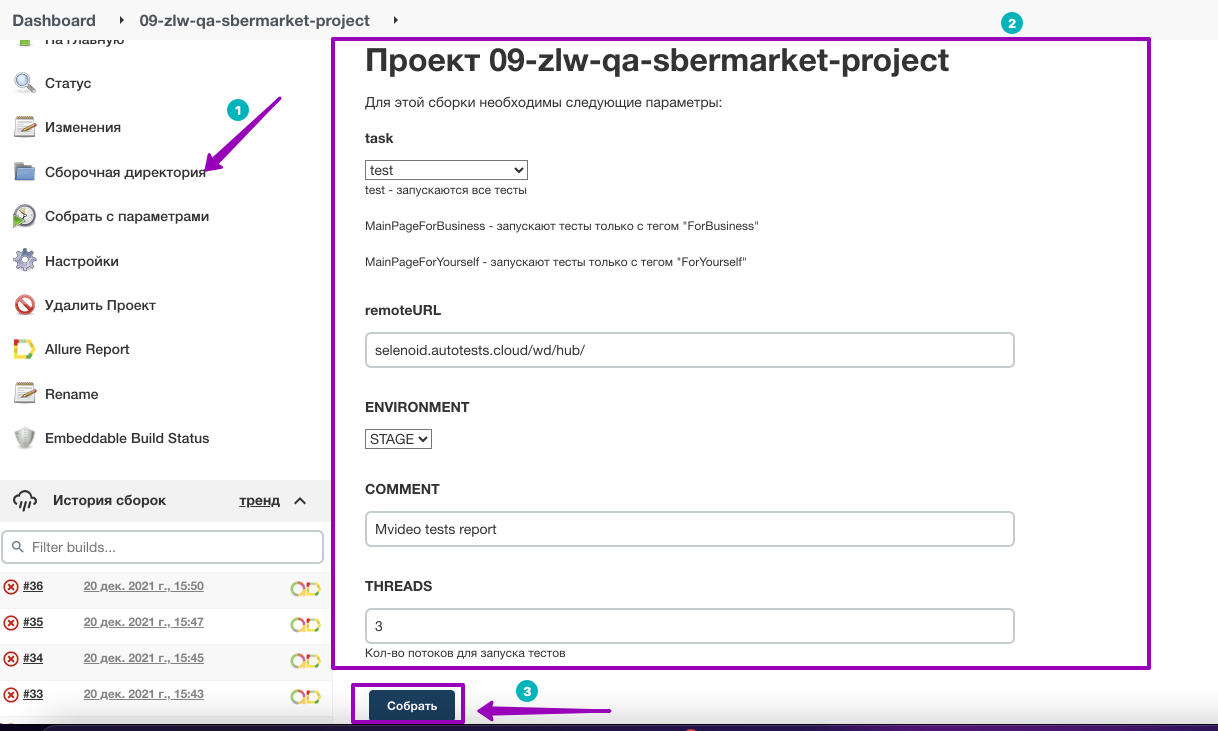 Dashboard
09-zlw-qa-sbermarket-project
2
На главную
Статус
1
Изменения
Сборочная директория
Собрать с параметрами
Настройки
Удалить Проект
Allure Report
Rename
Embeddable Build Status
История сборок
тренд
Filter builds...
#36
20 дек. 2021 г., 15:50
#35
20 дек. 2021 г., 15:47
#34
20 дек. 2021 г., 15:45
#33
20 дек. 2021 г., 15:43
Проект 09-zlw-qa-sbermarket-project
Для этой сборки необходимы следующие параметры:
task
test
test - запускаются все тесты
MainPageForBusiness - запускают тесты только с тегом "ForBusiness"
MainPageForYourself - запускают тесты только с тегом "ForYourself"
remoteURL
selenoid.autotests.cloud/wd/hub/
ENVIRONMENT
STAGE
COMMENT
Mvideo tests report
THREADS
3
Кол-во потоков для запуска тестов
3
Собрать